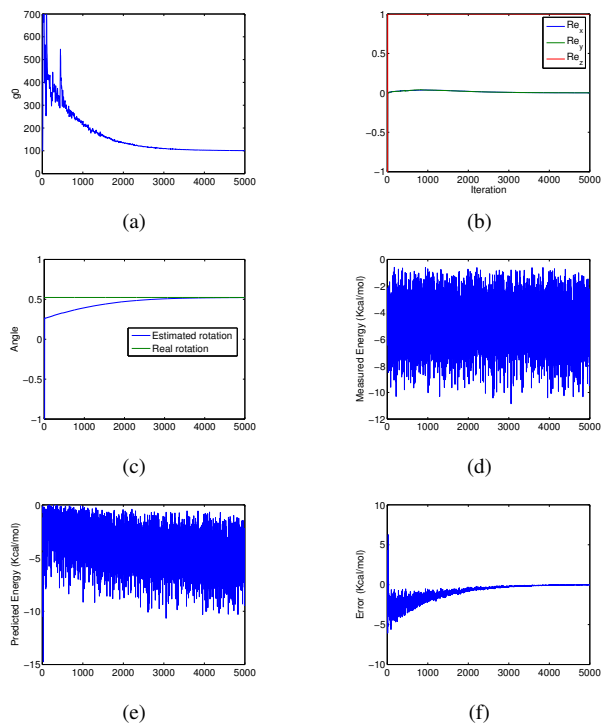 700
600
500
400
300
200
100
0
g0
0 1000 2000 3000 4000 5000
(a)
1
0.5
0
−0.5
−1
Re_x
Re_y
Re_z
0 1000 2000 3000 4000 5000
Iteration
(b)
1
0.5
0
−0.5
−1
Angle
Estimated rotation
Real rotation
0 1000 2000 3000 4000 5000
(c)
0
−2
−4
−6
−8
−10
−12
Measured Energy (Kcal/mol)
0 1000 2000 3000 4000 5000
(d)
0
−5
−10
−15
Predicted Energy (Kcal/mol)
0 1000 2000 3000 4000 5000
(e)
10
5
0
−5
−10
Error (Kcal/mol)
0 1000 2000 3000 4000 5000
(f)